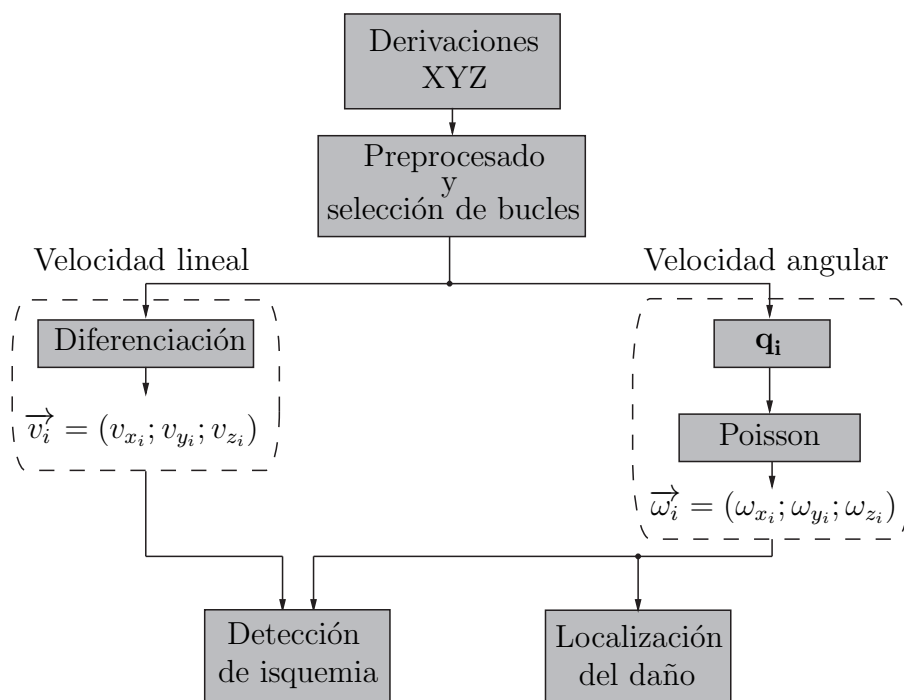 Derivaciones
XYZ
Preprocesado
y
selección de bucles
Velocidad lineal
Velocidad angular
Diferenciación
q_i
v_i→ = (v_{x_i}; v_{y_i}; v_{z_i})
Poisson
ω_i→ = (ω_{x_i}; ω_{y_i}; ω_{z_i})
Detección
de isquemia
Localización
del daño